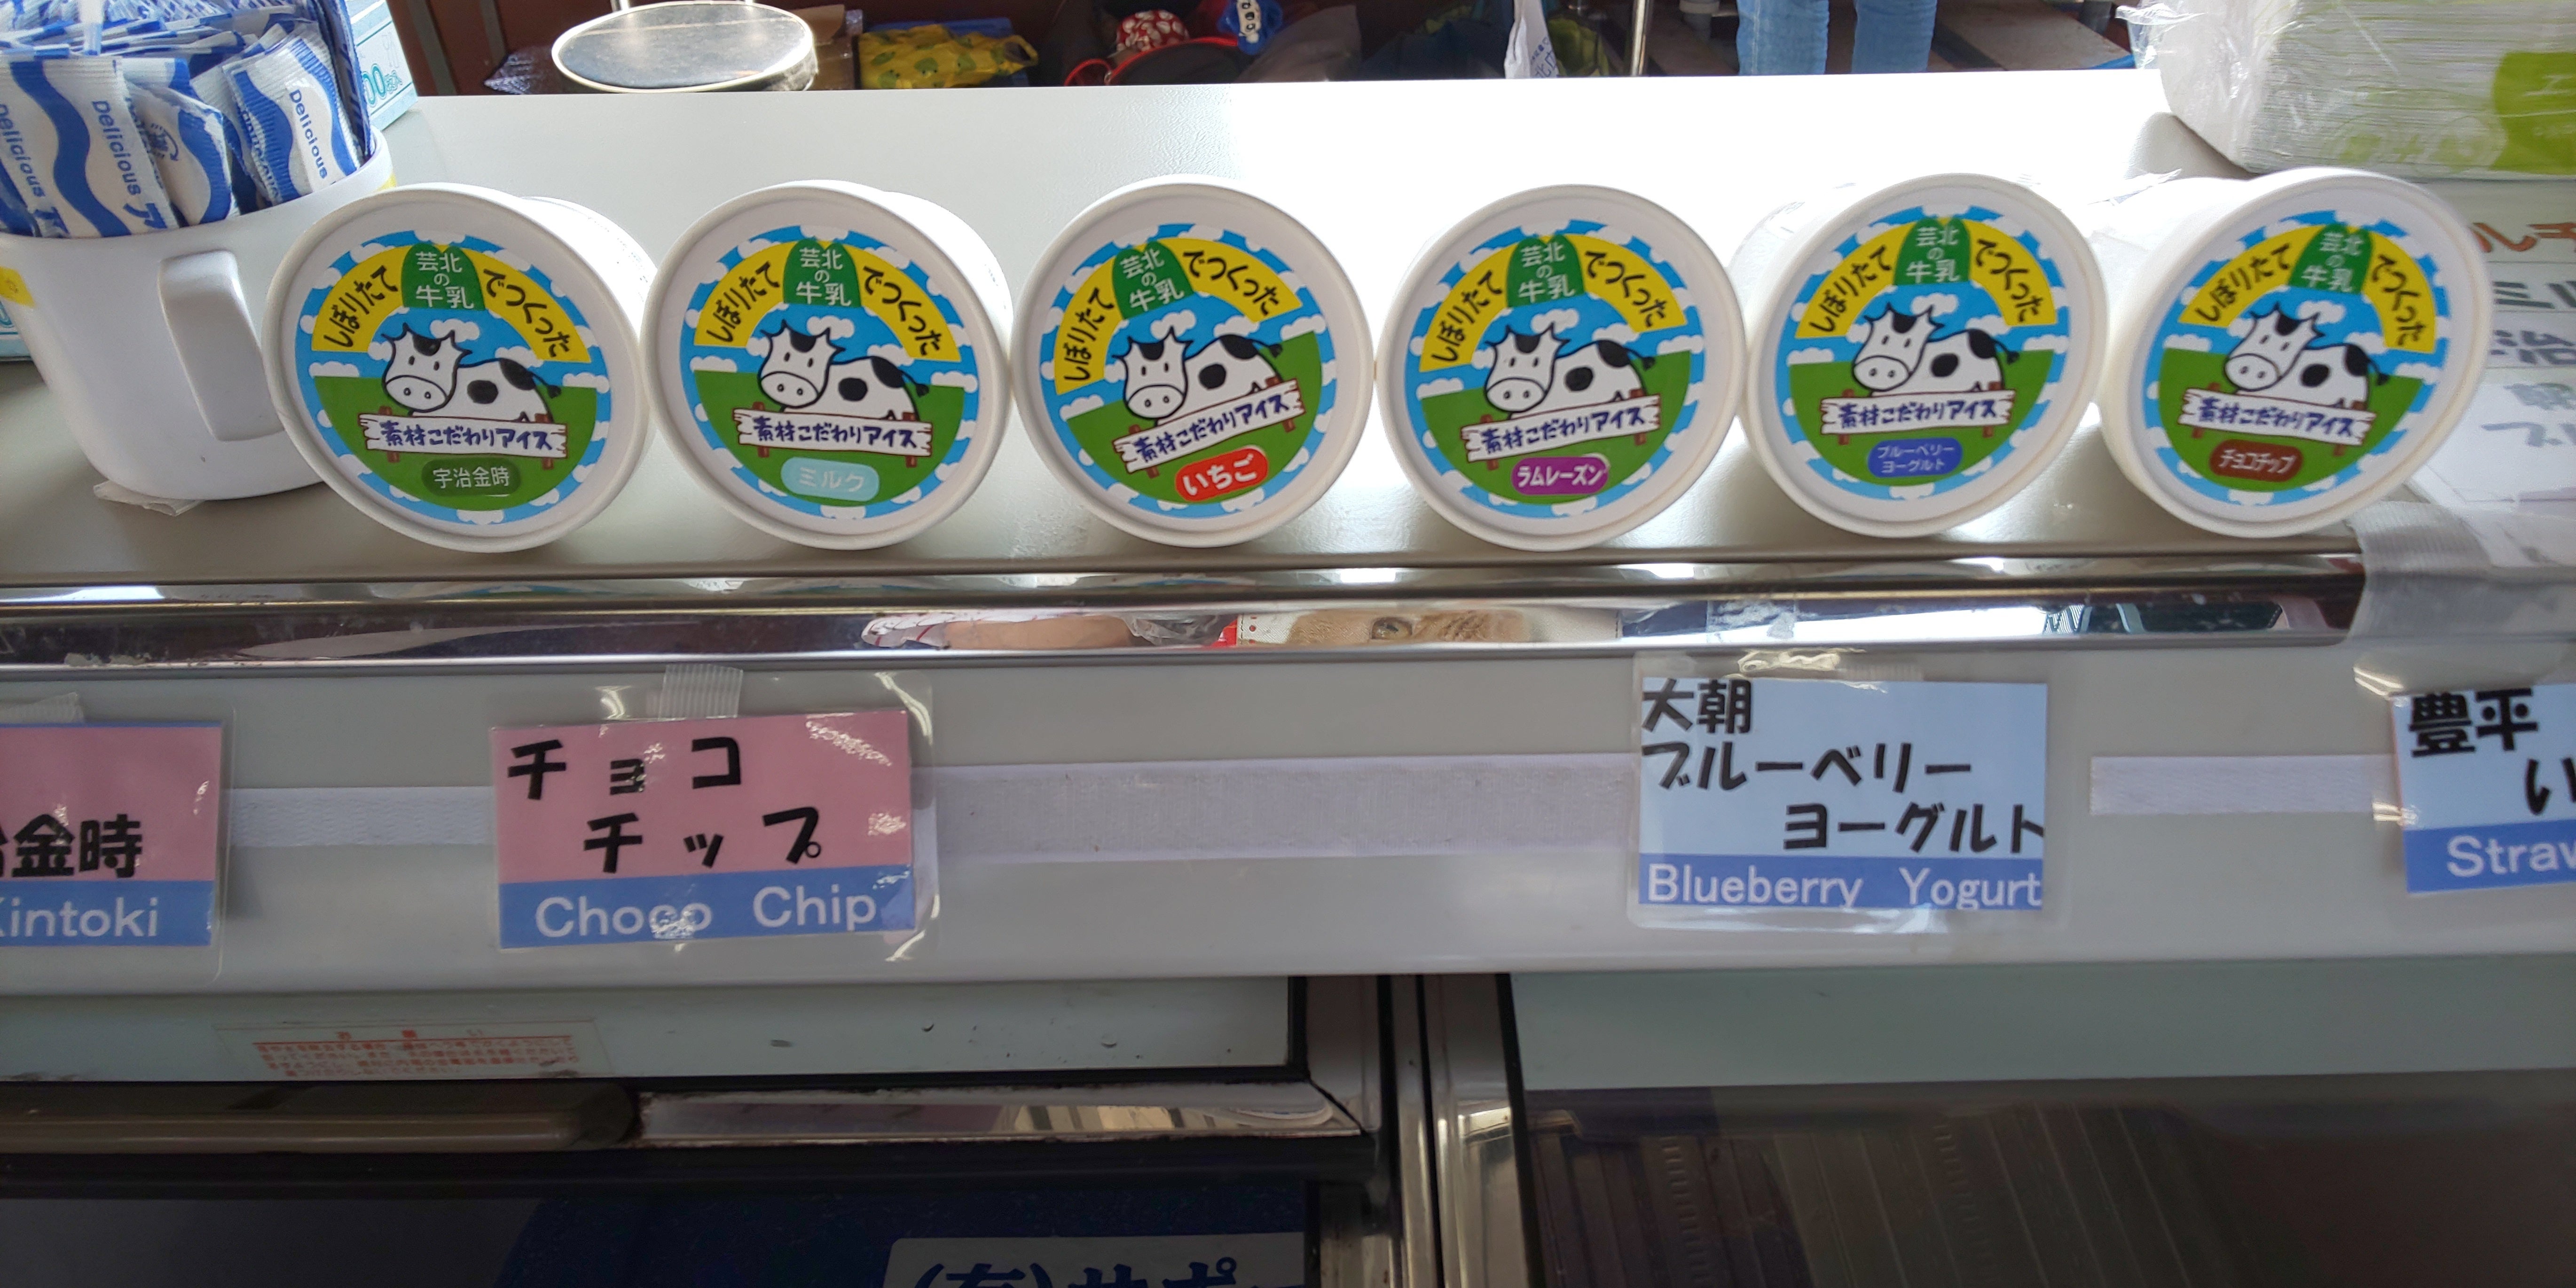 Delicious
Delicious
Delicious
しぼりたて
芸北
の
牛乳
でつくった
素材こだわりアイス
宇治金時
しぼりたて
芸北
の
牛乳
でつくった
素材こだわりアイス
ミルク
しぼりたて
芸北
の
牛乳
でつくった
素材こだわりアイス
いちご
しぼりたて
芸北
の
牛乳
でつくった
素材こだわりアイス
ラムレーズン
しぼりたて
芸北
の
牛乳
でつくった
素材こだわりアイス
ブルーベリー
ヨーグルト
しぼりたて
芸北
の
牛乳
でつくった
素材こだわりアイス
チョコチップ
金時
Kintoki
チョコ
チップ
Choco Chip
大朝
ブルーベリー
ヨーグルト
Blueberry Yogurt
豊平
い
Straw
お願い
(有)サポー